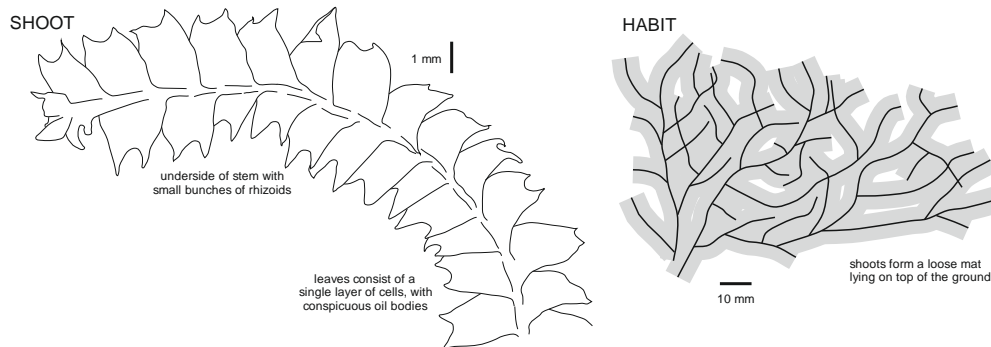 SHOOT
1 mm
underside of stem with
small bunches of rhizoids
leaves consist of a
single layer of cells, with
conspicuous oil bodies
HABIT
10 mm
shoots form a loose mat
lying on top of the ground